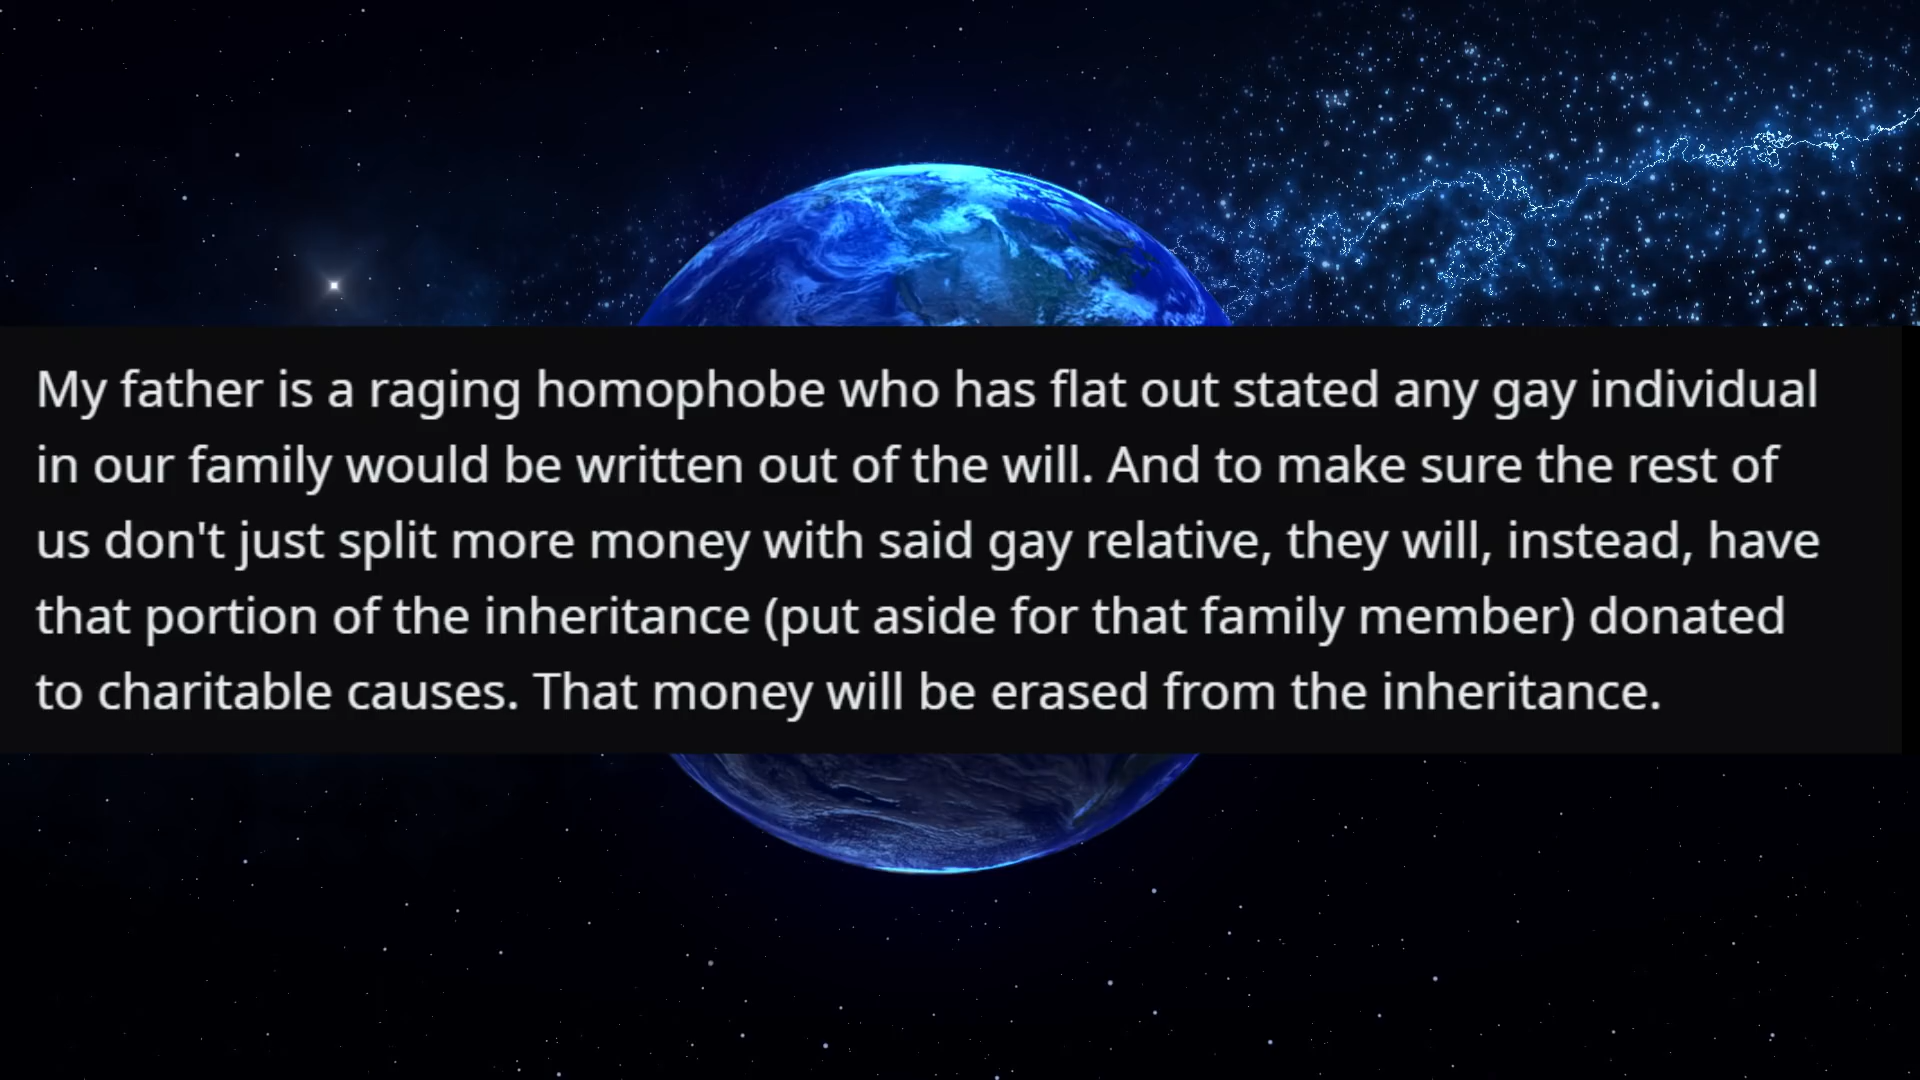 My father is a raging homophobe who has flat out stated any gay individual
in our family would be written out of the will. And to make sure the rest of
us don't just split more money with said gay relative, they will, instead, have
that portion of the inheritance (put aside for that family member) donated
to charitable causes. That money will be erased from the inheritance.